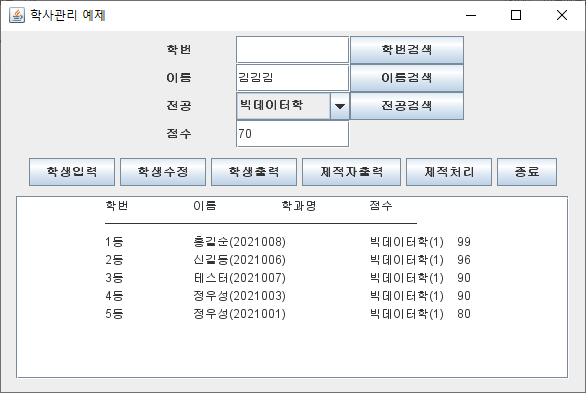 학사관리 예제
학번 학번검색
이름 김김김 이름검색
전공 빅데이터학 전공검색
점수 70
학생입력 학생수정 학생출력 제적자출력 제적처리 종료
학번 이름 학과명 점수
1등 홍길순(2021008) 빅데이터학(1) 99
2등 신길동(2021006) 빅데이터학(1) 96
3등 테스터(2021007) 빅데이터학(1) 90
4등 정우성(2021003) 빅데이터학(1) 90
5등 정우성(2021001) 빅데이터학(1) 80